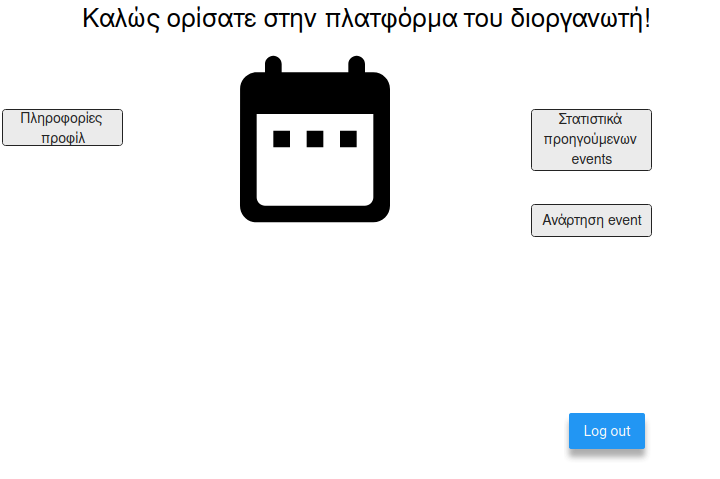 Καλώς ορίσατε στην πλατφόρμα του διοργανωτή!
Πληροφορίες
προφίλ
Στατιστικά
προηγούμενων
events
Ανάρτηση event
Log out